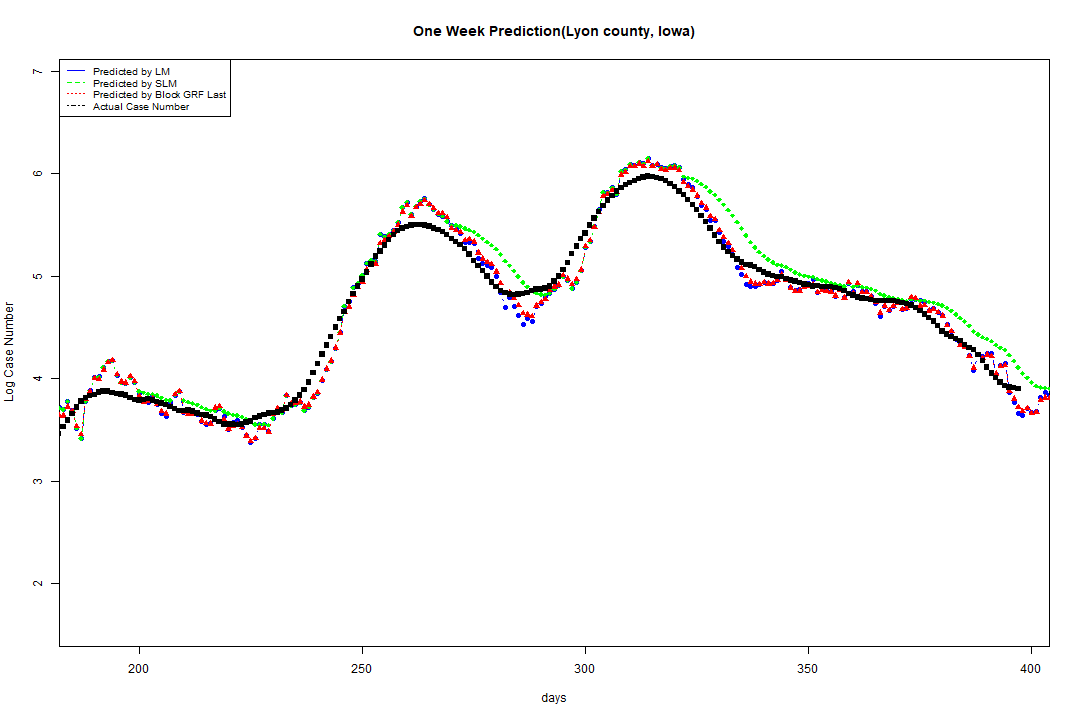 One Week Prediction(Lyon county, Iowa)
Predicted by LM
Predicted by SLM
Predicted by Block GRF Last
Actual Case Number
7
6
5
4
3
2
Log Case Number
200
250
300
350
400
days